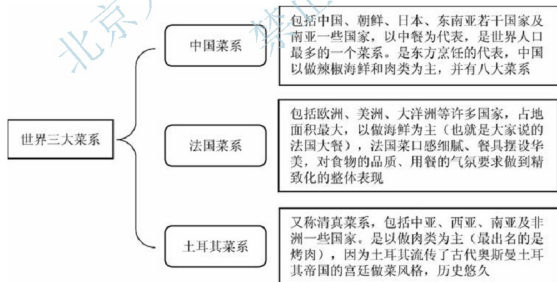 北京
禁止
世界三大菜系
中国菜系
包括中国、朝鲜、日本、东南亚若干国家及
南亚一些国家，以中餐为代表，是世界人口
最多的一个菜系。是东方烹饪的代表，中国
以做辣椒海鲜和肉类为主，并有八大菜系
法国菜系
包括欧洲、美洲、大洋洲等许多国家，占地
面积最大，以做海鲜为主（也就是大家说的
法国大餐），法国菜口感细腻、餐具摆设华
美，对食物的品质、用餐的气氛要求做到精
致化的整体表现
土耳其菜系
又称清真菜系，包括中亚、西亚、南亚及非
洲一些国家。是以做肉类为主（最出名的是
烤肉），因为土耳其流传了古代奥斯曼土耳
其帝国的宫廷做菜风格，历史悠久